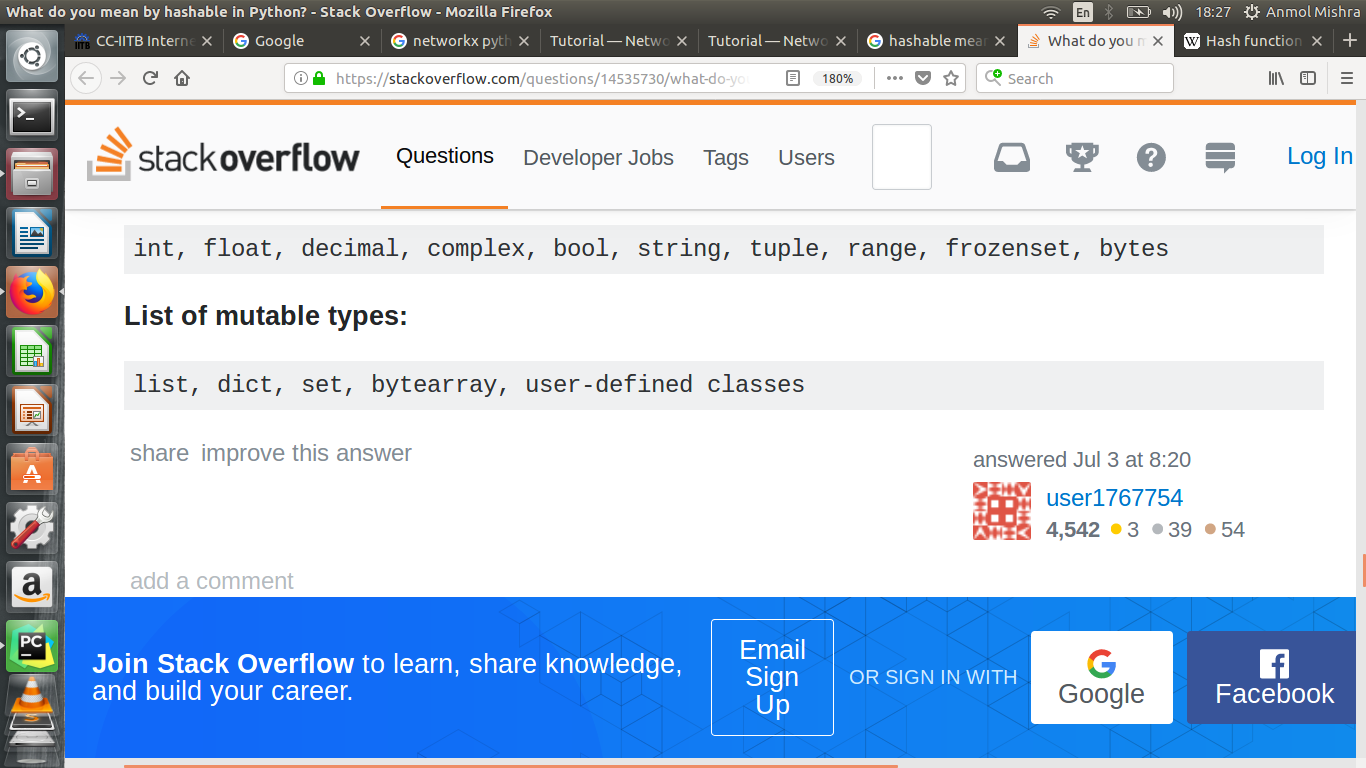 What do you mean by hashable in Python? - Stack Overflow - Mozilla Firefox
En
18:27
Anmol Mishra
CC-IITB Intern
Google
networkx pyth
Tutorial — Netwo
Tutorial — Netwo
hashable mean
What do you m
Hash function
https://stackoverflow.com/questions/14535730/what-do-yo
180%
Search
stackoverflow
Questions
Developer Jobs
Tags
Users
Log In
int, float, decimal, complex, bool, string, tuple, range, frozenset, bytes
List of mutable types:
list, dict, set, bytearray, user-defined classes
share improve this answer
answered Jul 3 at 8:20
user1767754
4,542 3 39 54
add a comment
Join Stack Overflow to learn, share knowledge,
and build your career.
Email
Sign
Up
OR SIGN IN WITH
Google
Facebook